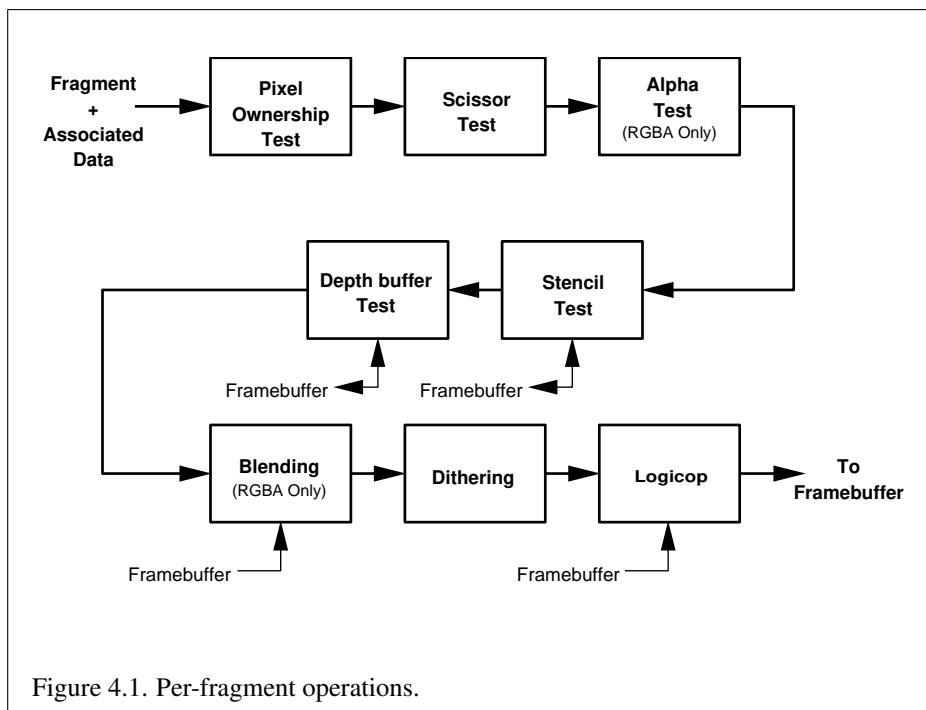 Fragment
+
Associated
Data
Pixel
Ownership
Test
Scissor
Test
Alpha
Test
(RGBA Only)
Depth buffer
Test
Stencil
Test
Framebuffer
Framebuffer
Blending
(RGBA Only)
Dithering
Logicop
To
Framebuffer
Framebuffer
Framebuffer
Figure 4.1. Per-fragment operations.